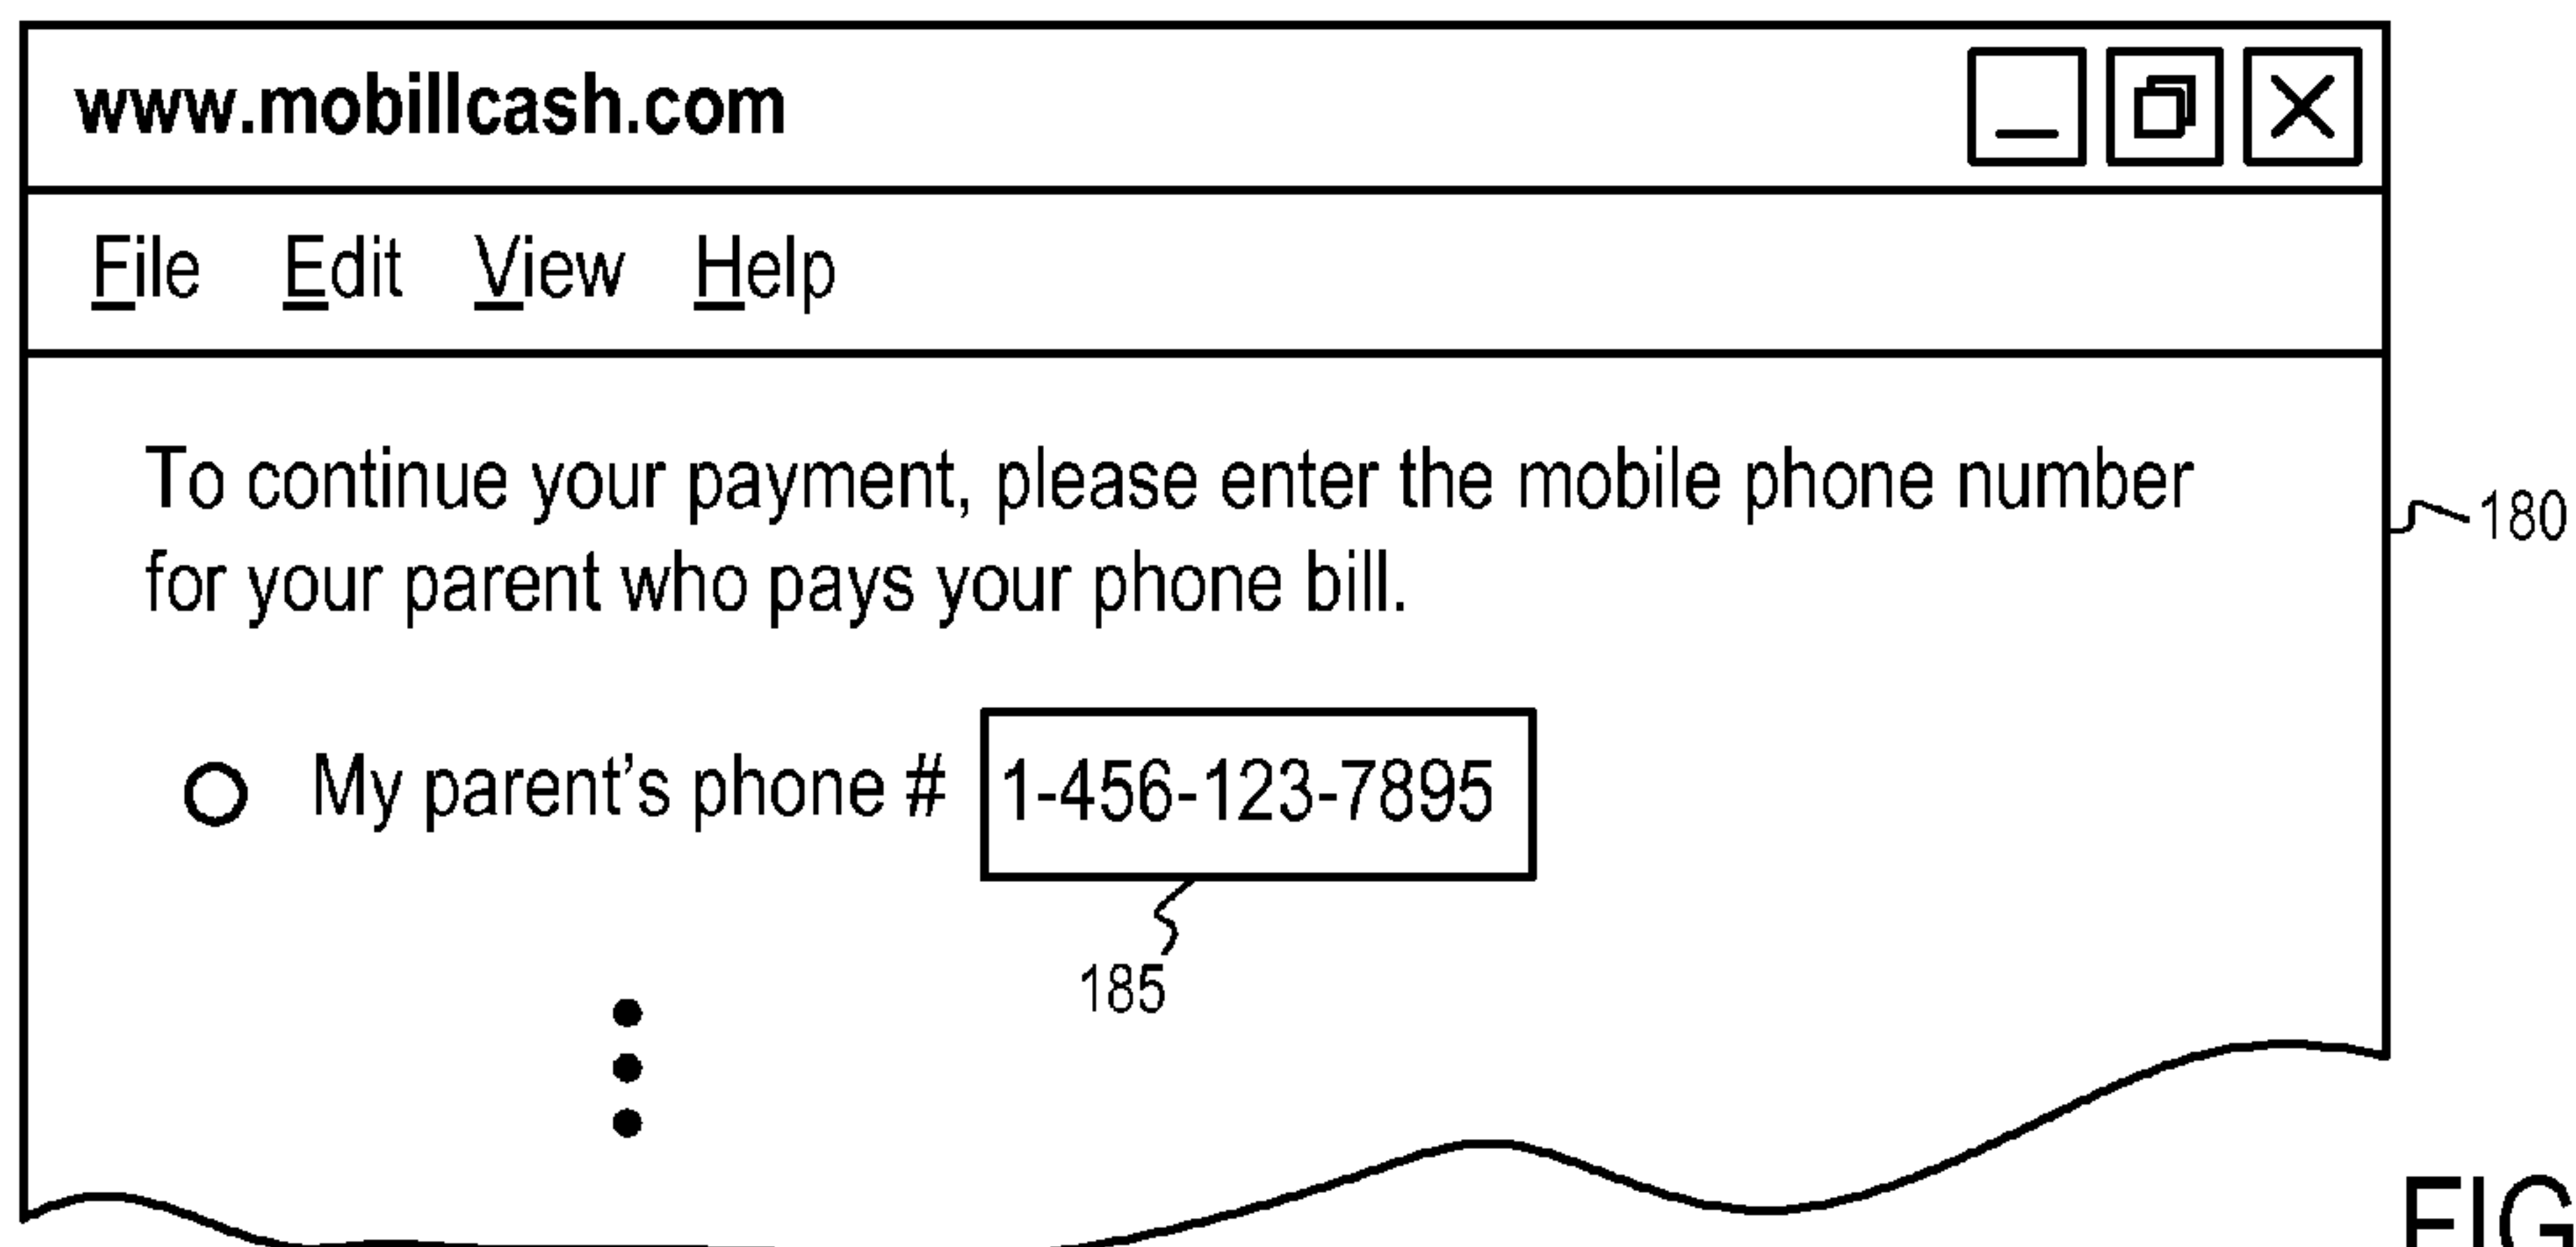 www.mobillcash.com
File Edit View Help
To continue your payment, please enter the mobile phone number
for your parent who pays your phone bill.
180
My parent’s phone # 1-456-123-7895
185
FIG